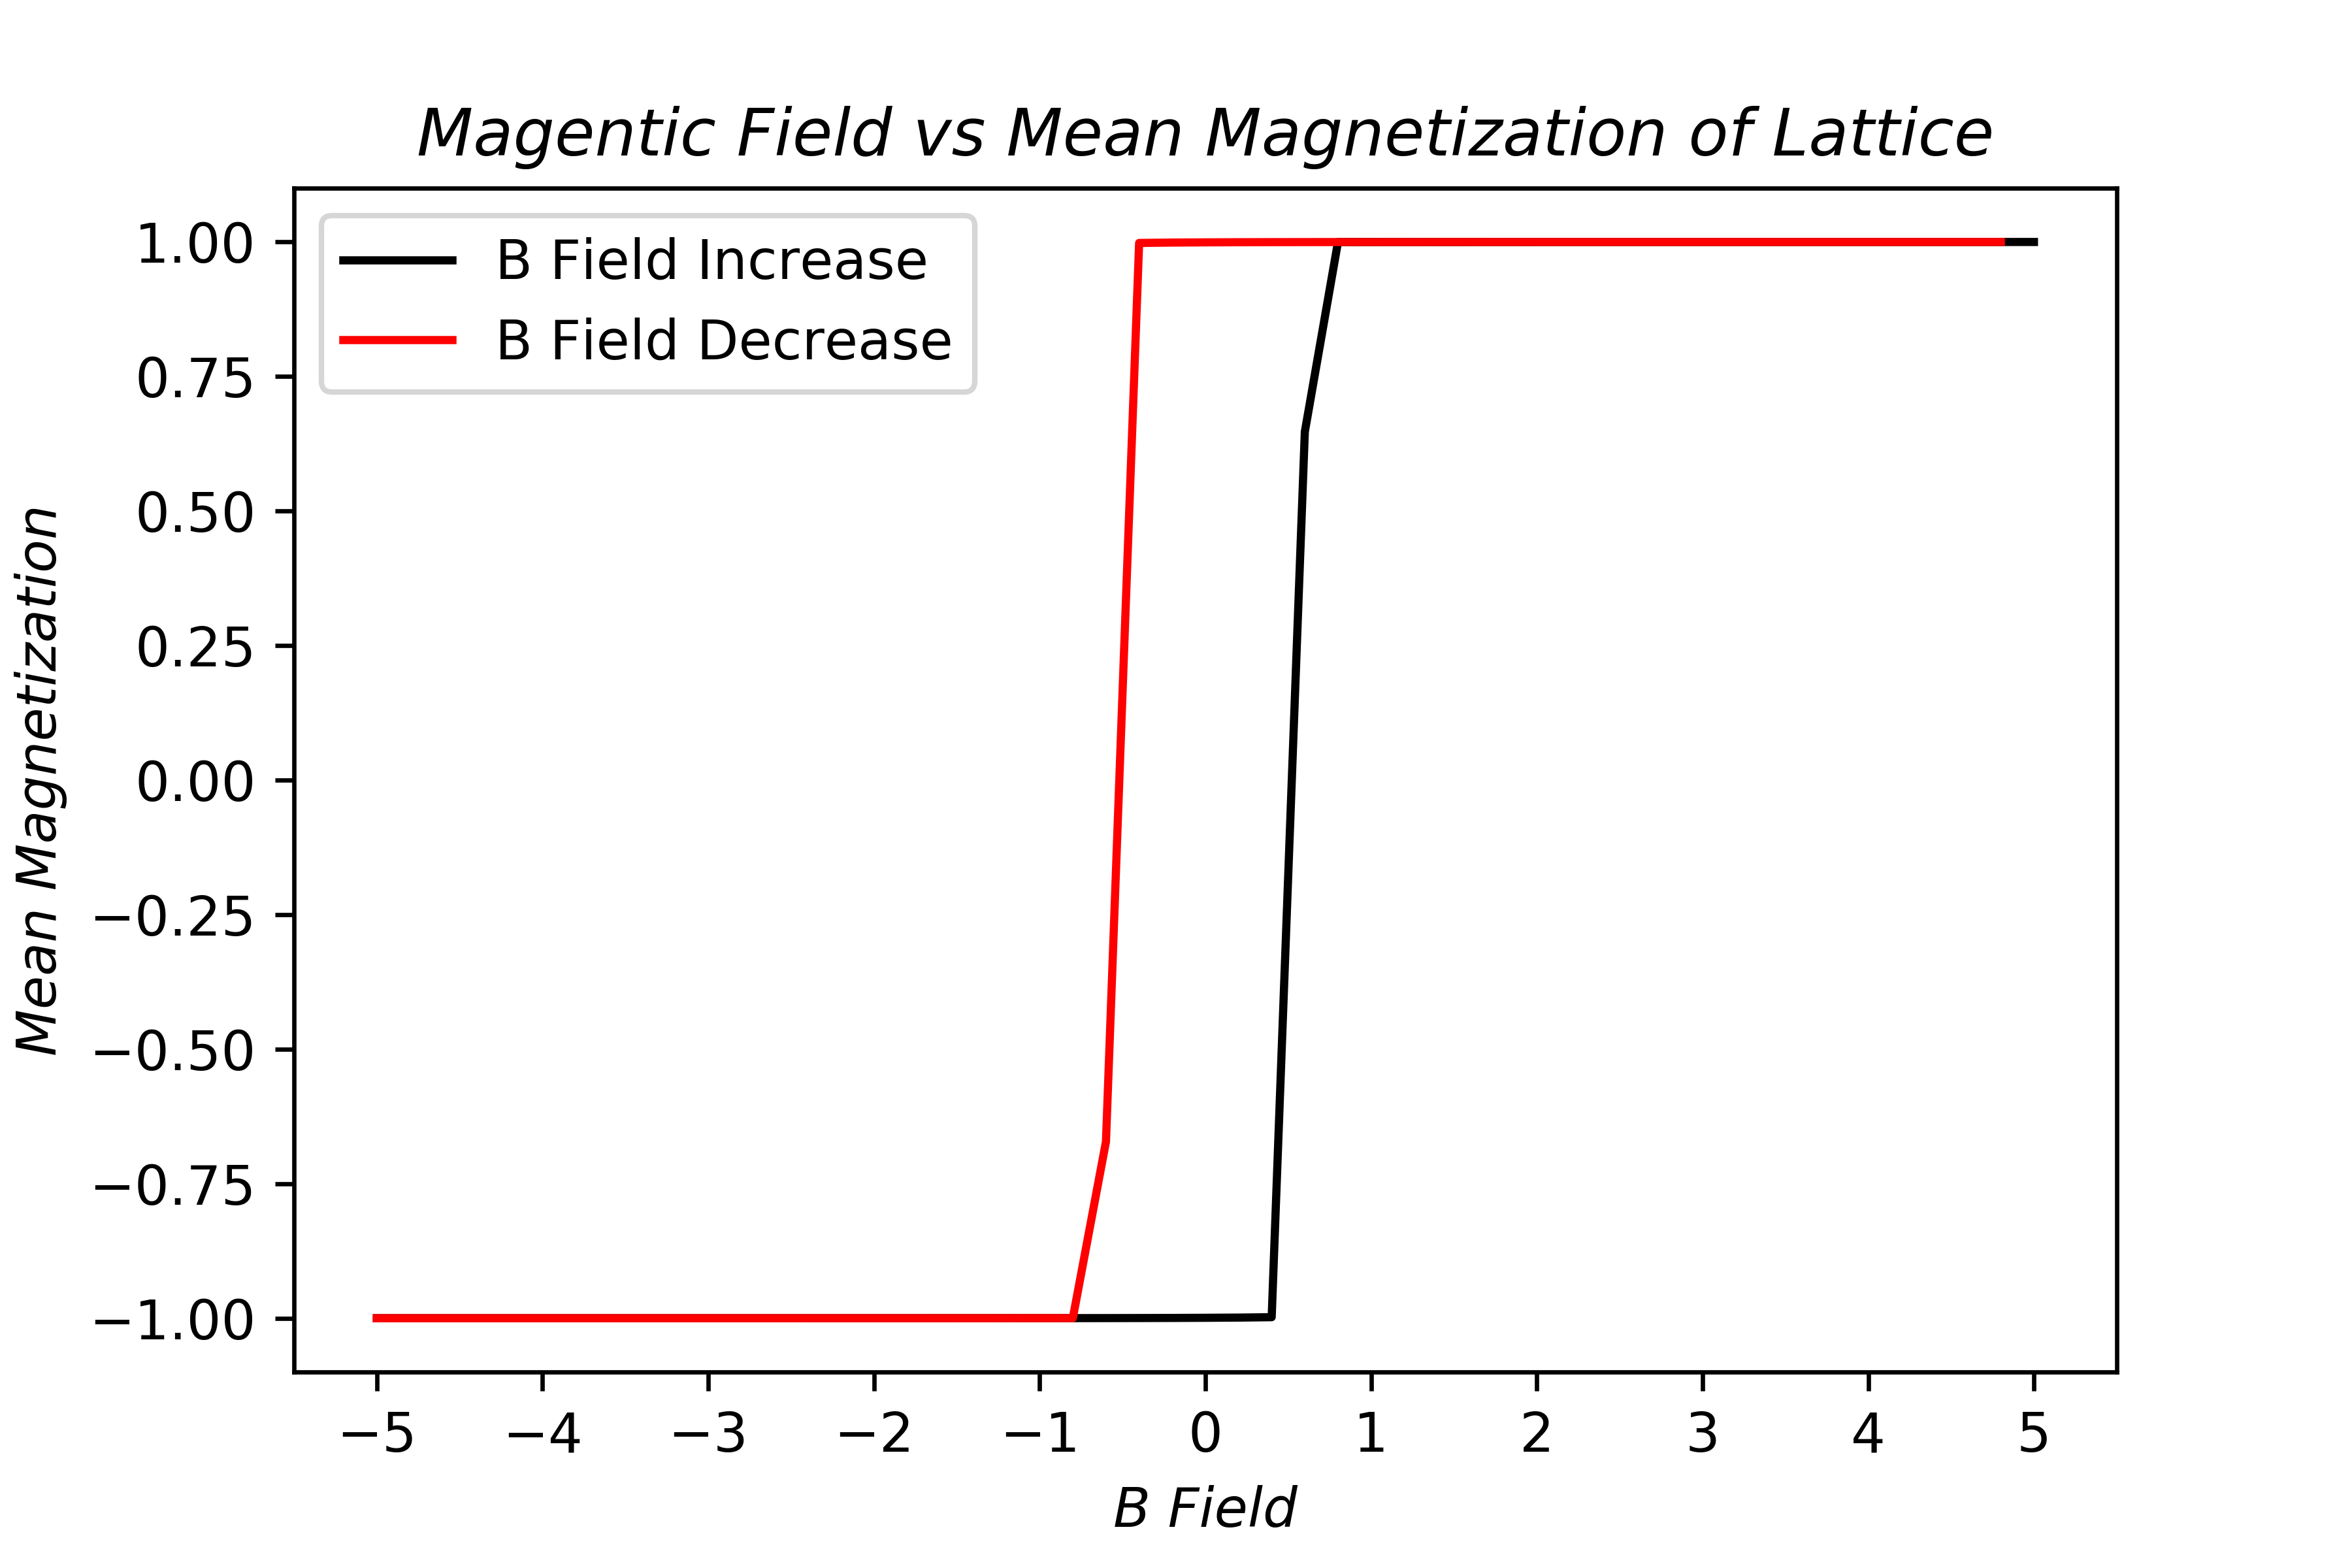 Magentic Field vs Mean Magnetization of Lattice
B Field Increase
B Field Decrease
Mean Magnetization
1.00
0.75
0.50
0.25
0.00
−0.25
−0.50
−0.75
−1.00
−5 −4 −3 −2 −1 0 1 2 3 4 5
B Field